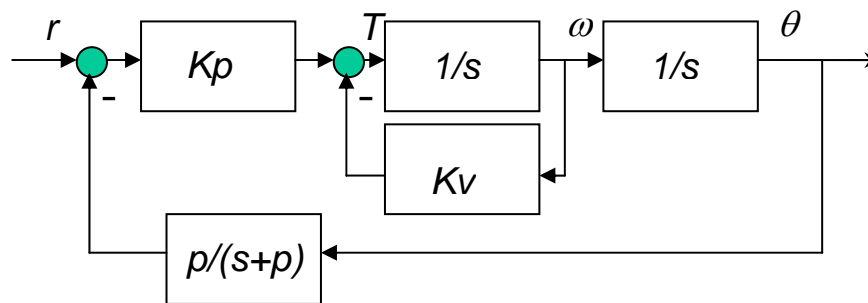 r
Kp
T
1/s
ω
1/s
θ
-
-
Kv
p/(s+p)